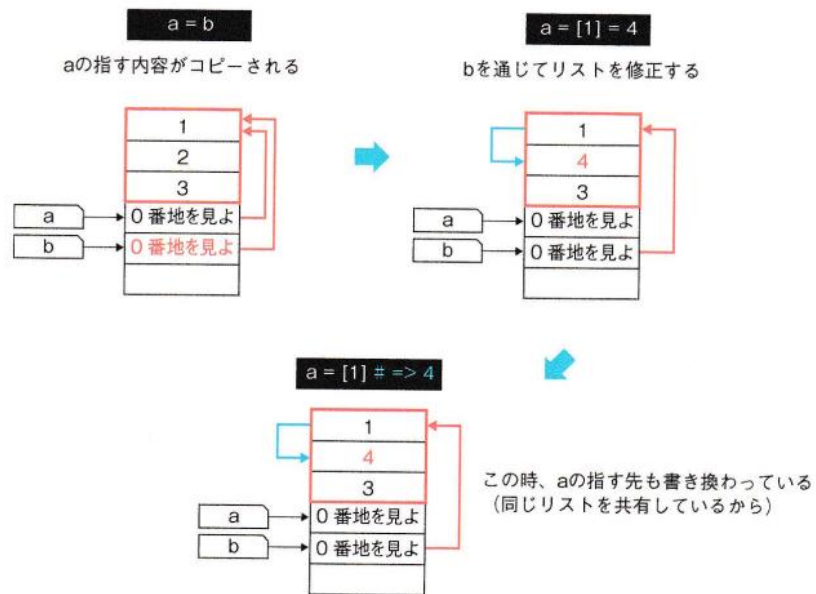 a = b
aの指す内容がコピーされる
1
2
3
a
0 番地を見よ
b
0 番地を見よ
a = [1] = 4
bを通じてリストを修正する
1
4
3
a
0 番地を見よ
b
0 番地を見よ
a = [1] # => 4
1
4
3
a
0 番地を見よ
b
0 番地を見よ
この時、aの指す先も書き換わっている
(同じリストを共有しているから)